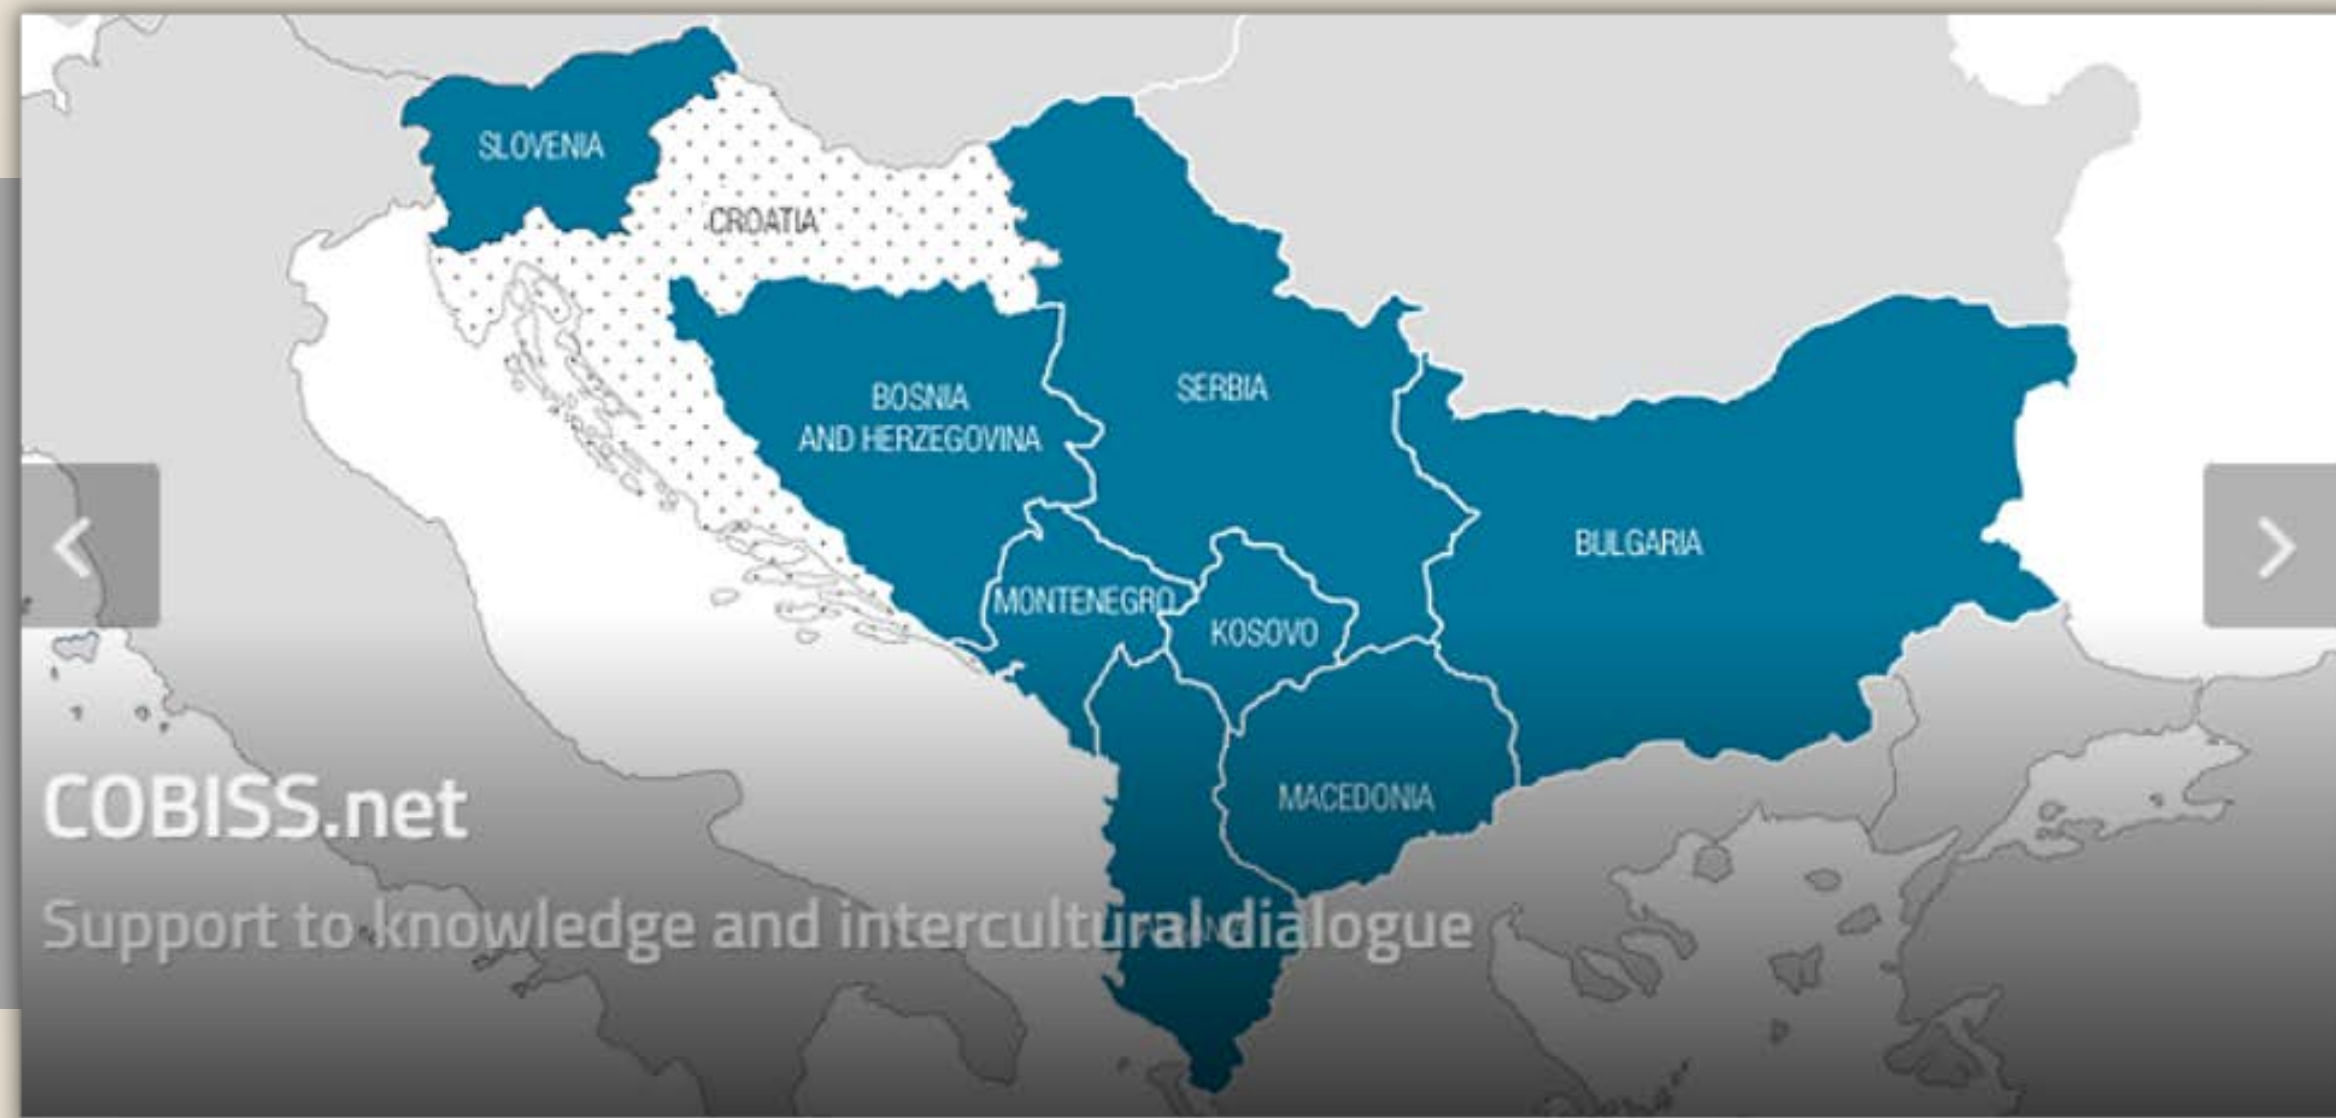 SLOVENIA
CROATIA
BOSNIA
AND HERZEGOVINA
SERBIA
BULGARIA
MONTENEGRO
KOSOVO
MACEDONIA
COBISS.net
Support to knowledge and intercultural dialogue